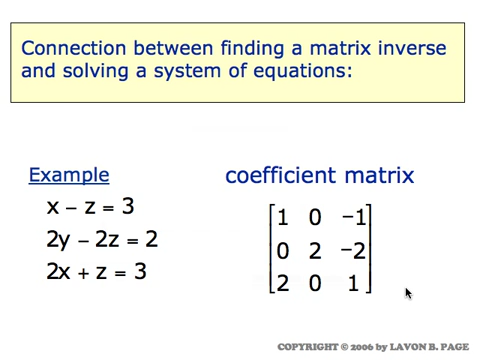 Connection between finding a matrix inverse
and solving a system of equations:
Example
coefficient matrix
x – z = 3
2y – 2z = 2
2x + z = 3
1 0 –1
0 2 –2
2 0 1
COPYRIGHT © 2006 by LAVON B. PAGE